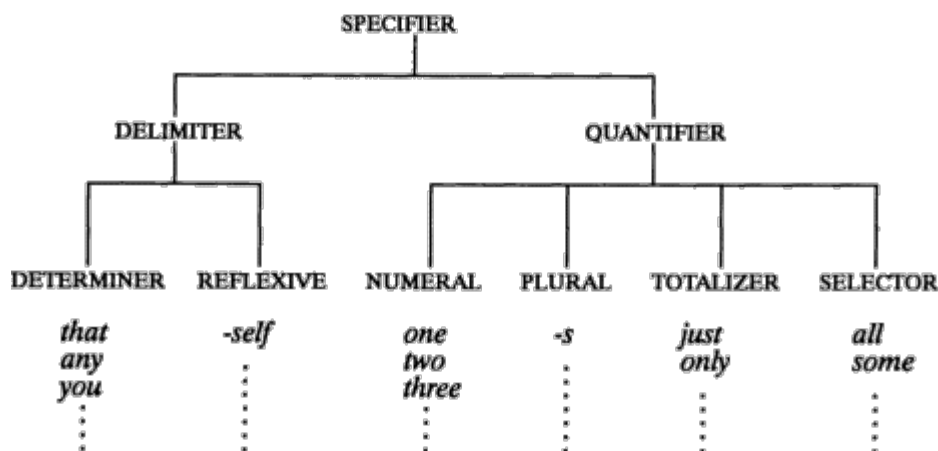 SPECIFIER
DELIMITER QUANTIFIER
DETERMINER REFLEXIVE NUMERAL PLURAL TOTALIZER SELECTOR
that -self one -s just all
any two only some
you three